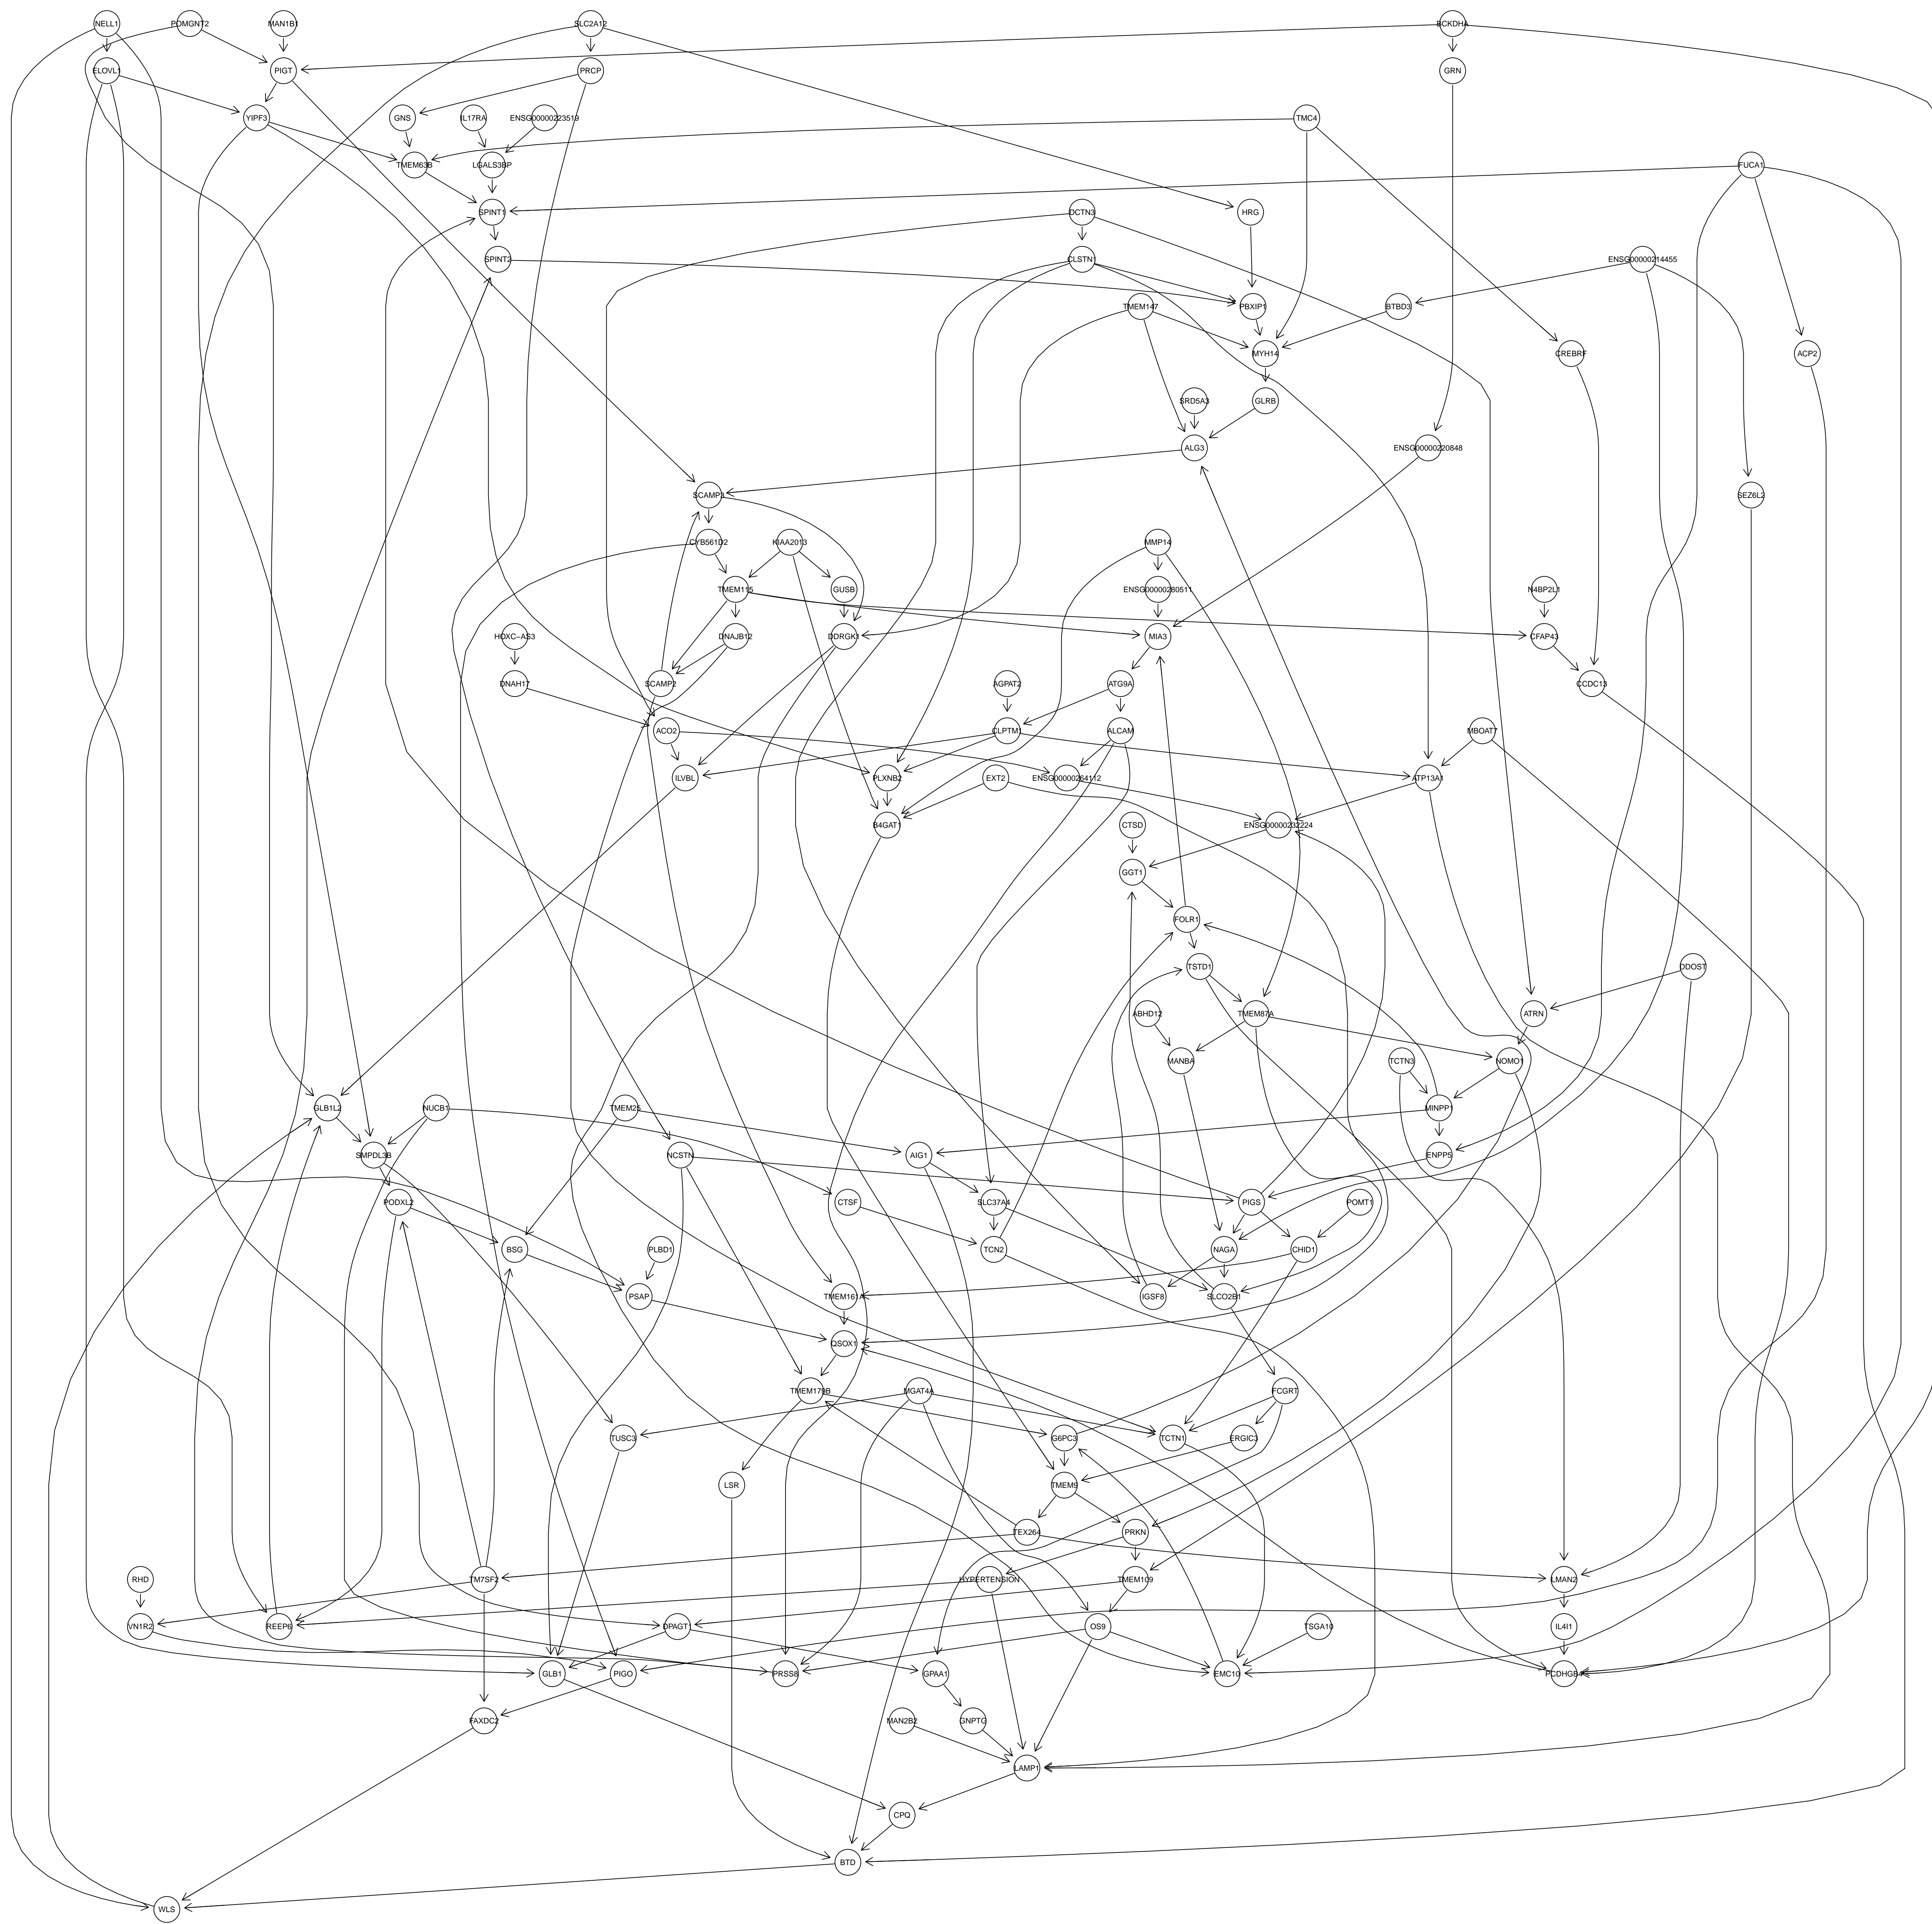 NELL1
POMGNT2
MAN1B1
SLC2A12
BCKDHA
ELOVL1
PIGT
PRCP
GRN
YIPF3
GNS
IL17RA
ENSG00000223519
TMC4
TMEM63B
LGALS3BP
FUCA1
SPINT1
DCTN3
HRG
SPINT2
CLSTN1
ENSG00000214455
TMEM147
PBXIP1
BTBD3
MYH14
CREBRF
ACP2
SRD5A3
GLRB
ALG3
ENSG00000220848
SCAMP3
SEZ6L2
CYB561D2
KIAA2013
MMP14
TMEM115
GUSB
ENSG00000280511
N4BP2L1
HOXC-AS3
DNAJB12
DDRGK1
MIA3
CFAP43
DNAH17
SCAMP2
AGPAT2
ATG9A
CCDC13
ACO2
CLPTM1
ALCAM
MBOAT7
ILVBL
PLXNB2
EXT2
ENSG00000264112
ATP13A1
B4GAT1
CTSD
ENSG00000232224
GGT1
FOLR1
TSTD1
DDOST
ABHD12
TMEM87A
ATRN
MANBA
TCTN3
NOMO1
GLB1L2
NUCB1
TMEM25
MINPP1
SMPDL3B
NCSTN
AIG1
ENPP5
PODXL2
CTSF
SLC37A4
PIGS
POMT1
BSG
PLBD1
TCN2
NAGA
CHID1
PSAP
TMEM161A
IGSF8
SLCO2B1
QSOX1
TMEM179B
MGAT4A
FCGRT
TUSC3
G6PC3
TCTN1
ERGIC3
LSR
TMEM9
TEX264
PRKN
RHD
TM7SF2
HYPERTENSION
TMEM109
LMAN2
VN1R2
REEP6
DPAGT1
OS9
TSGA10
IL4I1
GLB1
PIGO
PRSS8
GPAA1
EMC10
FAXDC2
MAN2B2
GNPTG
LAMP1
CPQ
BTD
WLS